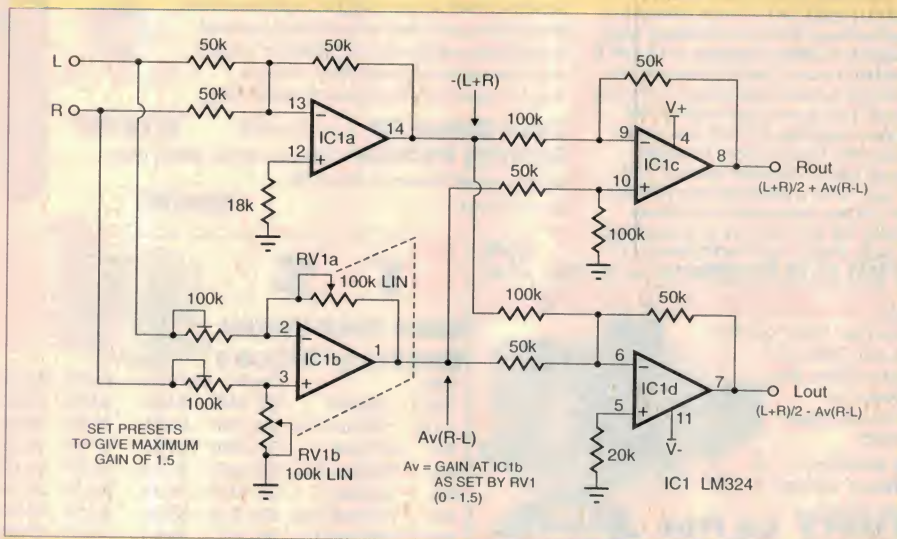 L
R
50k
50k
50k
13
12
14
IC1a
18k
-(L+R)
100k
50k
50k
9
10
V+
4
8
IC1c
100k
Rout
(L+R)/2 + Av(R-L)
RV1a
100k LIN
100k
100k
2
3
1
IC1b
RV1b
100k LIN
SET PRESETS
TO GIVE MAXIMUM
GAIN OF 1.5
Av(R-L)
Av = GAIN AT IC1b
AS SET BY RV1
(0 - 1.5)
100k
50k
50k
6
5
7
11
V-
IC1d
20k
Lout
(L+R)/2 - Av(R-L)
IC1 LM324